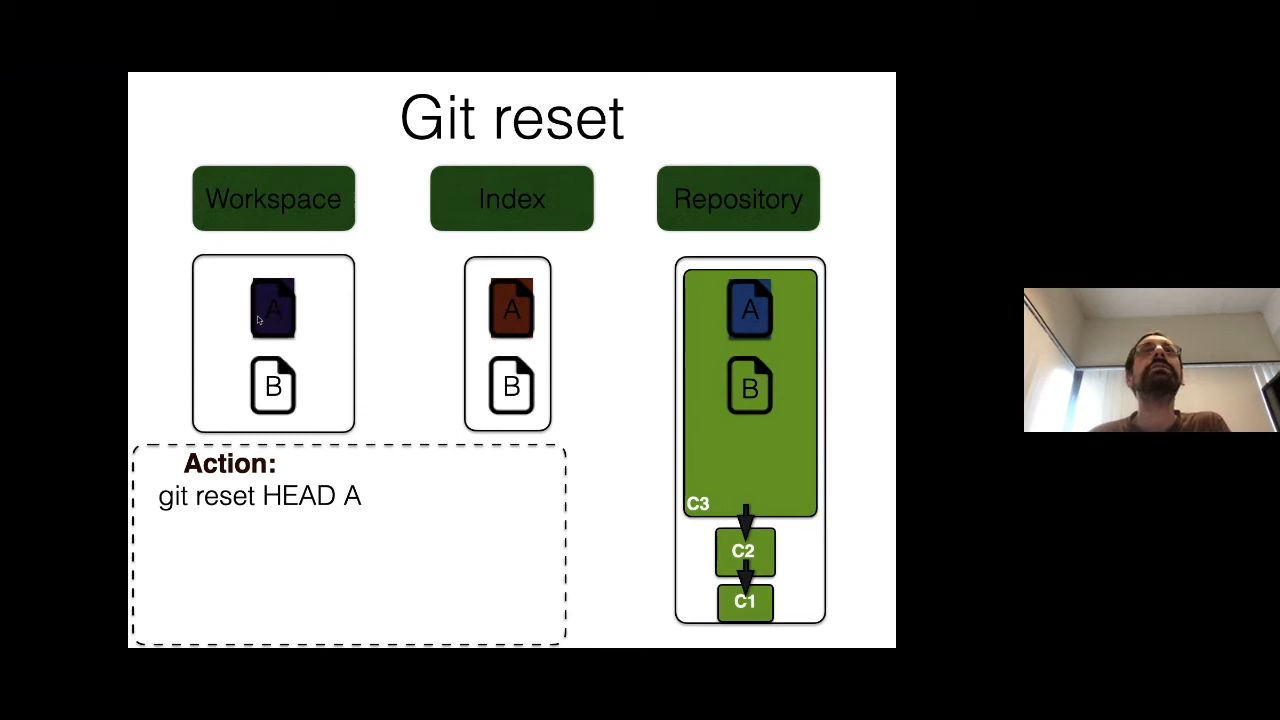 Git reset
Workspace
Index
Repository
A
A
A
B
B
B
Action:
git reset HEAD A
C3
C2
C1